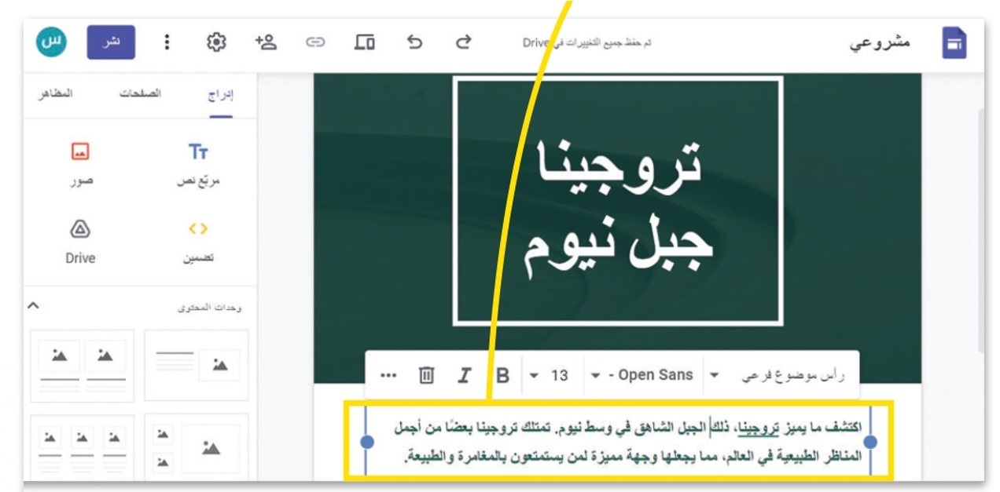 مشروعي
تم حفظ جميع التغييرات في Drive
نشر
س
إدراج
الصفحات
المظاهر
مربّع نص
صور
تضمين
Drive
وحدات المحتوى
تروجينا
جبل نيوم
رأس موضوع فرعي
Open Sans -
13
B
I
اكتشف ما يميز تروجينا، ذلك الجبل الشاهق في وسط نيوم. تمتلك تروجينا بعضًا من أجمل
المناظر الطبيعية في العالم، مما يجعلها وجهة مميزة لمن يستمتعون بالمغامرة والطبيعة.